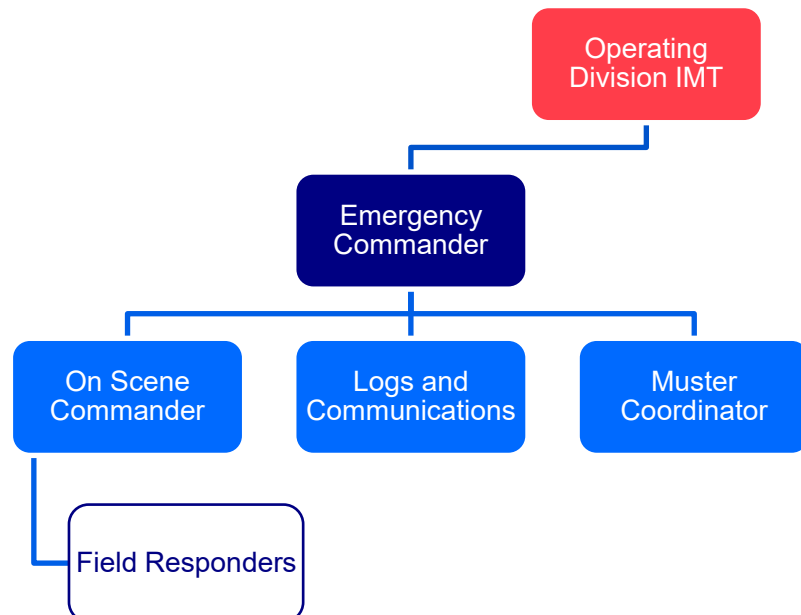 Operating
Division IMT
Emergency
Commander
On Scene
Commander
Logs and
Communications
Muster
Coordinator
Field Responders